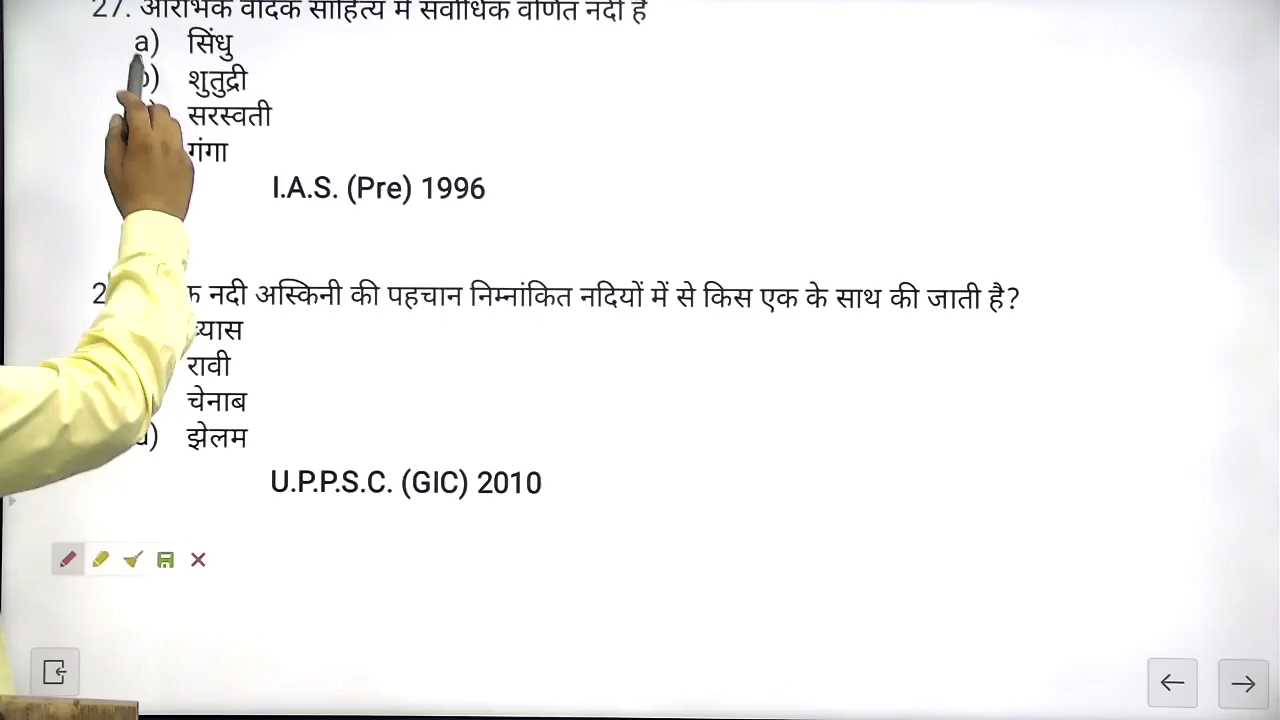 27. आरंभिक वैदिक साहित्य में सर्वाधिक वर्णित नदी है
a) सिंधु
b) शुतुद्री
सरस्वती
गंगा
I.A.S. (Pre) 1996
नदी अस्किनी की पहचान निम्नांकित नदियों में से किस एक के साथ की जाती है?
व्यास
रावी
चेनाब
d) झेलम
U.P.P.S.C. (GIC) 2010